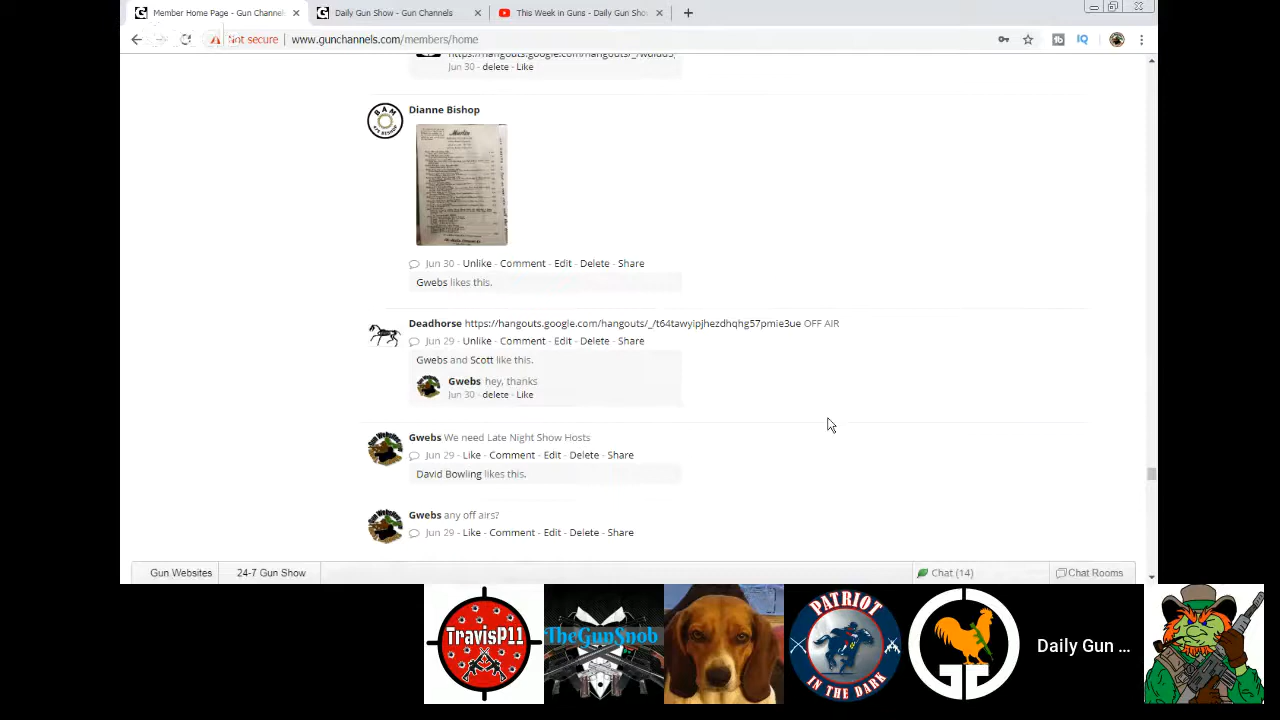 Member Home Page - Gun Channels
Daily Gun Show - Gun Channels
This Week in Guns - Daily Gun Sho
Not secure
www.gunchannels.com/members/home
Jun 30 - delete - Like
Dianne Bishop
BAM
BISHOP
Marlin
Jun 30 - Unlike - Comment - Edit - Delete - Share
Gwebs likes this.
Deadhorse https://hangouts.google.com/hangouts/_/t64tawyipjhezdhqhg57pmie3ue OFF AIR
Jun 29 - Unlike - Comment - Edit - Delete - Share
Gwebs and Scott like this.
Gwebs hey, thanks
Jun 30 - delete - Like
Gwebs We need Late Night Show Hosts
Jun 29 - Like - Comment - Edit - Delete - Share
David Bowling likes this.
Gwebs any off airs?
Jun 29 - Like - Comment - Edit - Delete - Share
Gun Websites
24-7 Gun Show
Chat (14)
Chat Rooms
TravisP11
TheGunSnob
PATRIOT
IN THE DARK
Daily Gun ...